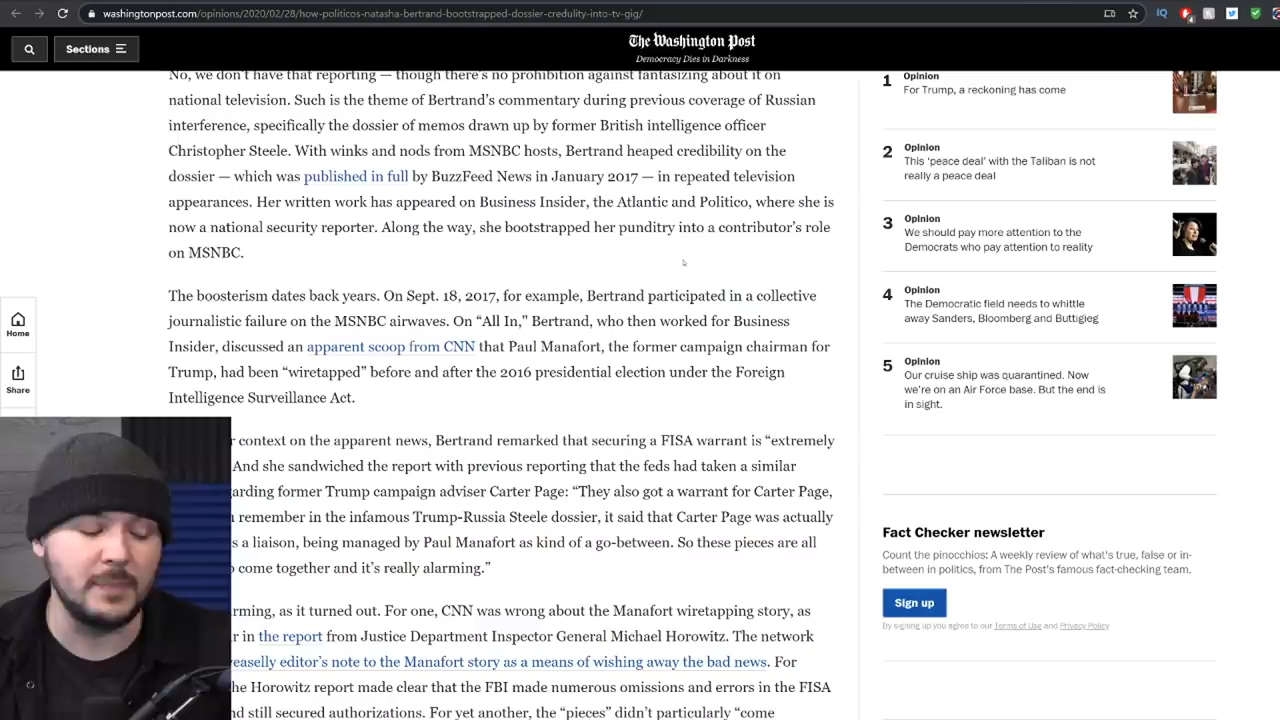 washingtonpost.com/opinions/2020/02/28/how-politicos-natasha-bertrand-bootstrapped-dossier-credulity-into-tv-gig/
Sections
The Washington Post
Democracy Dies in Darkness
No, we don't have that reporting — though there's no prohibition against fantasizing about it on
national television. Such is the theme of Bertrand's commentary during previous coverage of Russian
interference, specifically the dossier of memos drawn up by former British intelligence officer
Christopher Steele. With winks and nods from MSNBC hosts, Bertrand heaped credibility on the
dossier — which was published in full by BuzzFeed News in January 2017 — in repeated television
appearances. Her written work has appeared on Business Insider, the Atlantic and Politico, where she is
now a national security reporter. Along the way, she bootstrapped her punditry into a contributor's role
on MSNBC.
The boosterism dates back years. On Sept. 18, 2017, for example, Bertrand participated in a collective
journalistic failure on the MSNBC airwaves. On "All In," Bertrand, who then worked for Business
Insider, discussed an apparent scoop from CNN that Paul Manafort, the former campaign chairman for
Trump, had been "wiretapped" before and after the 2016 presidential election under the Foreign
Intelligence Surveillance Act.
context on the apparent news, Bertrand remarked that securing a FISA warrant is "extremely
And she sandwiched the report with previous reporting that the feds had taken a similar
garding former Trump campaign adviser Carter Page: "They also got a warrant for Carter Page,
remember in the infamous Trump-Russia Steele dossier, it said that Carter Page was actually
s a liaison, being managed by Paul Manafort as kind of a go-between. So these pieces are all
come together and it's really alarming."
rming, as it turned out. For one, CNN was wrong about the Manafort wiretapping story, as
r in the report from Justice Department Inspector General Michael Horowitz. The network
easelly editor's note to the Manafort story as a means of wishing away the bad news. For
he Horowitz report made clear that the FBI made numerous omissions and errors in the FISA
nd still secured authorizations. For yet another, the "pieces" didn't particularly "come
Home
Share
1 Opinion
For Trump, a reckoning has come
2 Opinion
This 'peace deal' with the Taliban is not
really a peace deal
3 Opinion
We should pay more attention to the
Democrats who pay attention to reality
4 Opinion
The Democratic field needs to whittle
away Sanders, Bloomberg and Buttigieg
5 Opinion
Our cruise ship was quarantined. Now
we're on an Air Force base. But the end is
in sight.
Fact Checker newsletter
Count the pinocchios: A weekly review of what's true, false or in-
between in politics, from The Post's famous fact-checking team.
Sign up
By signing up you agree to our Terms of Use and Privacy Policy